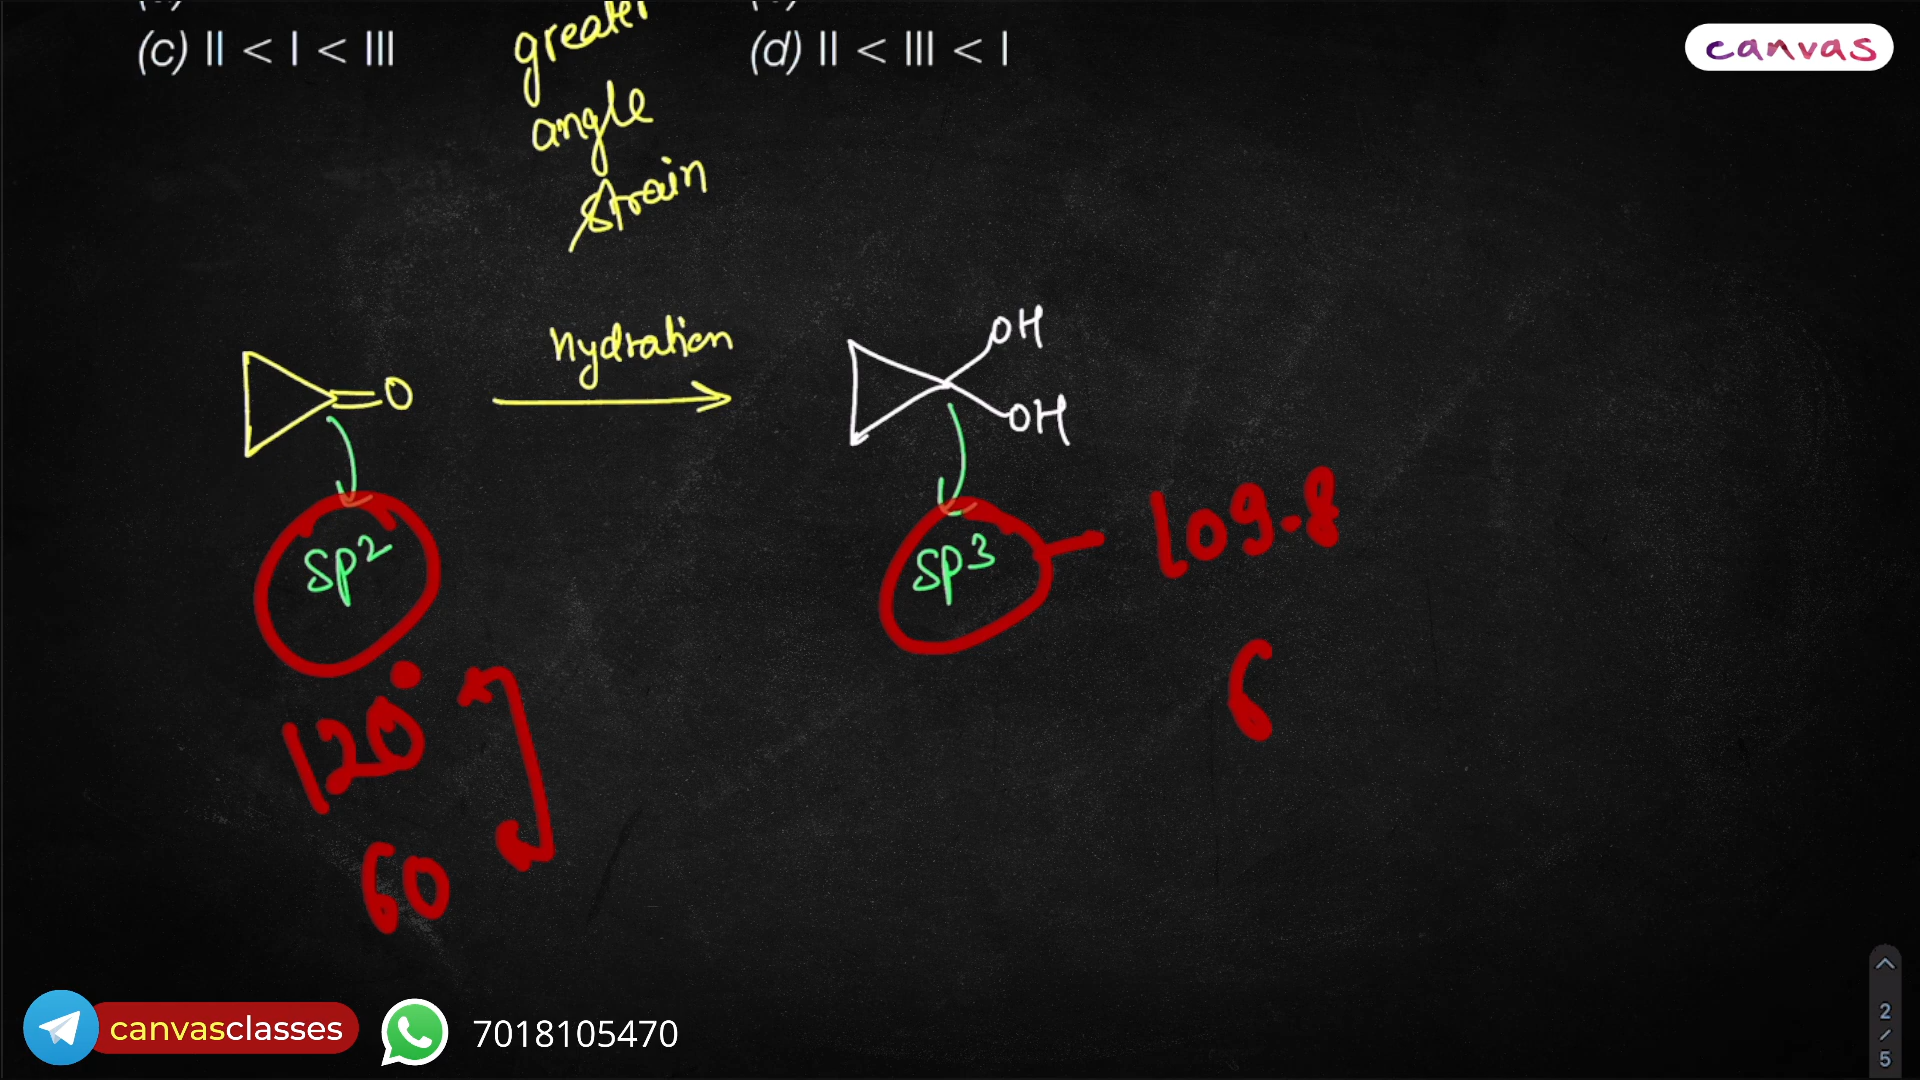 (c) II < I < III
(d) II < III < I
canvas
greater
angle
strain
hydration
=O
OH
OH
sp2
sp3
109.8
6
120°
60
canvasclasses
7018105470
2
/
5